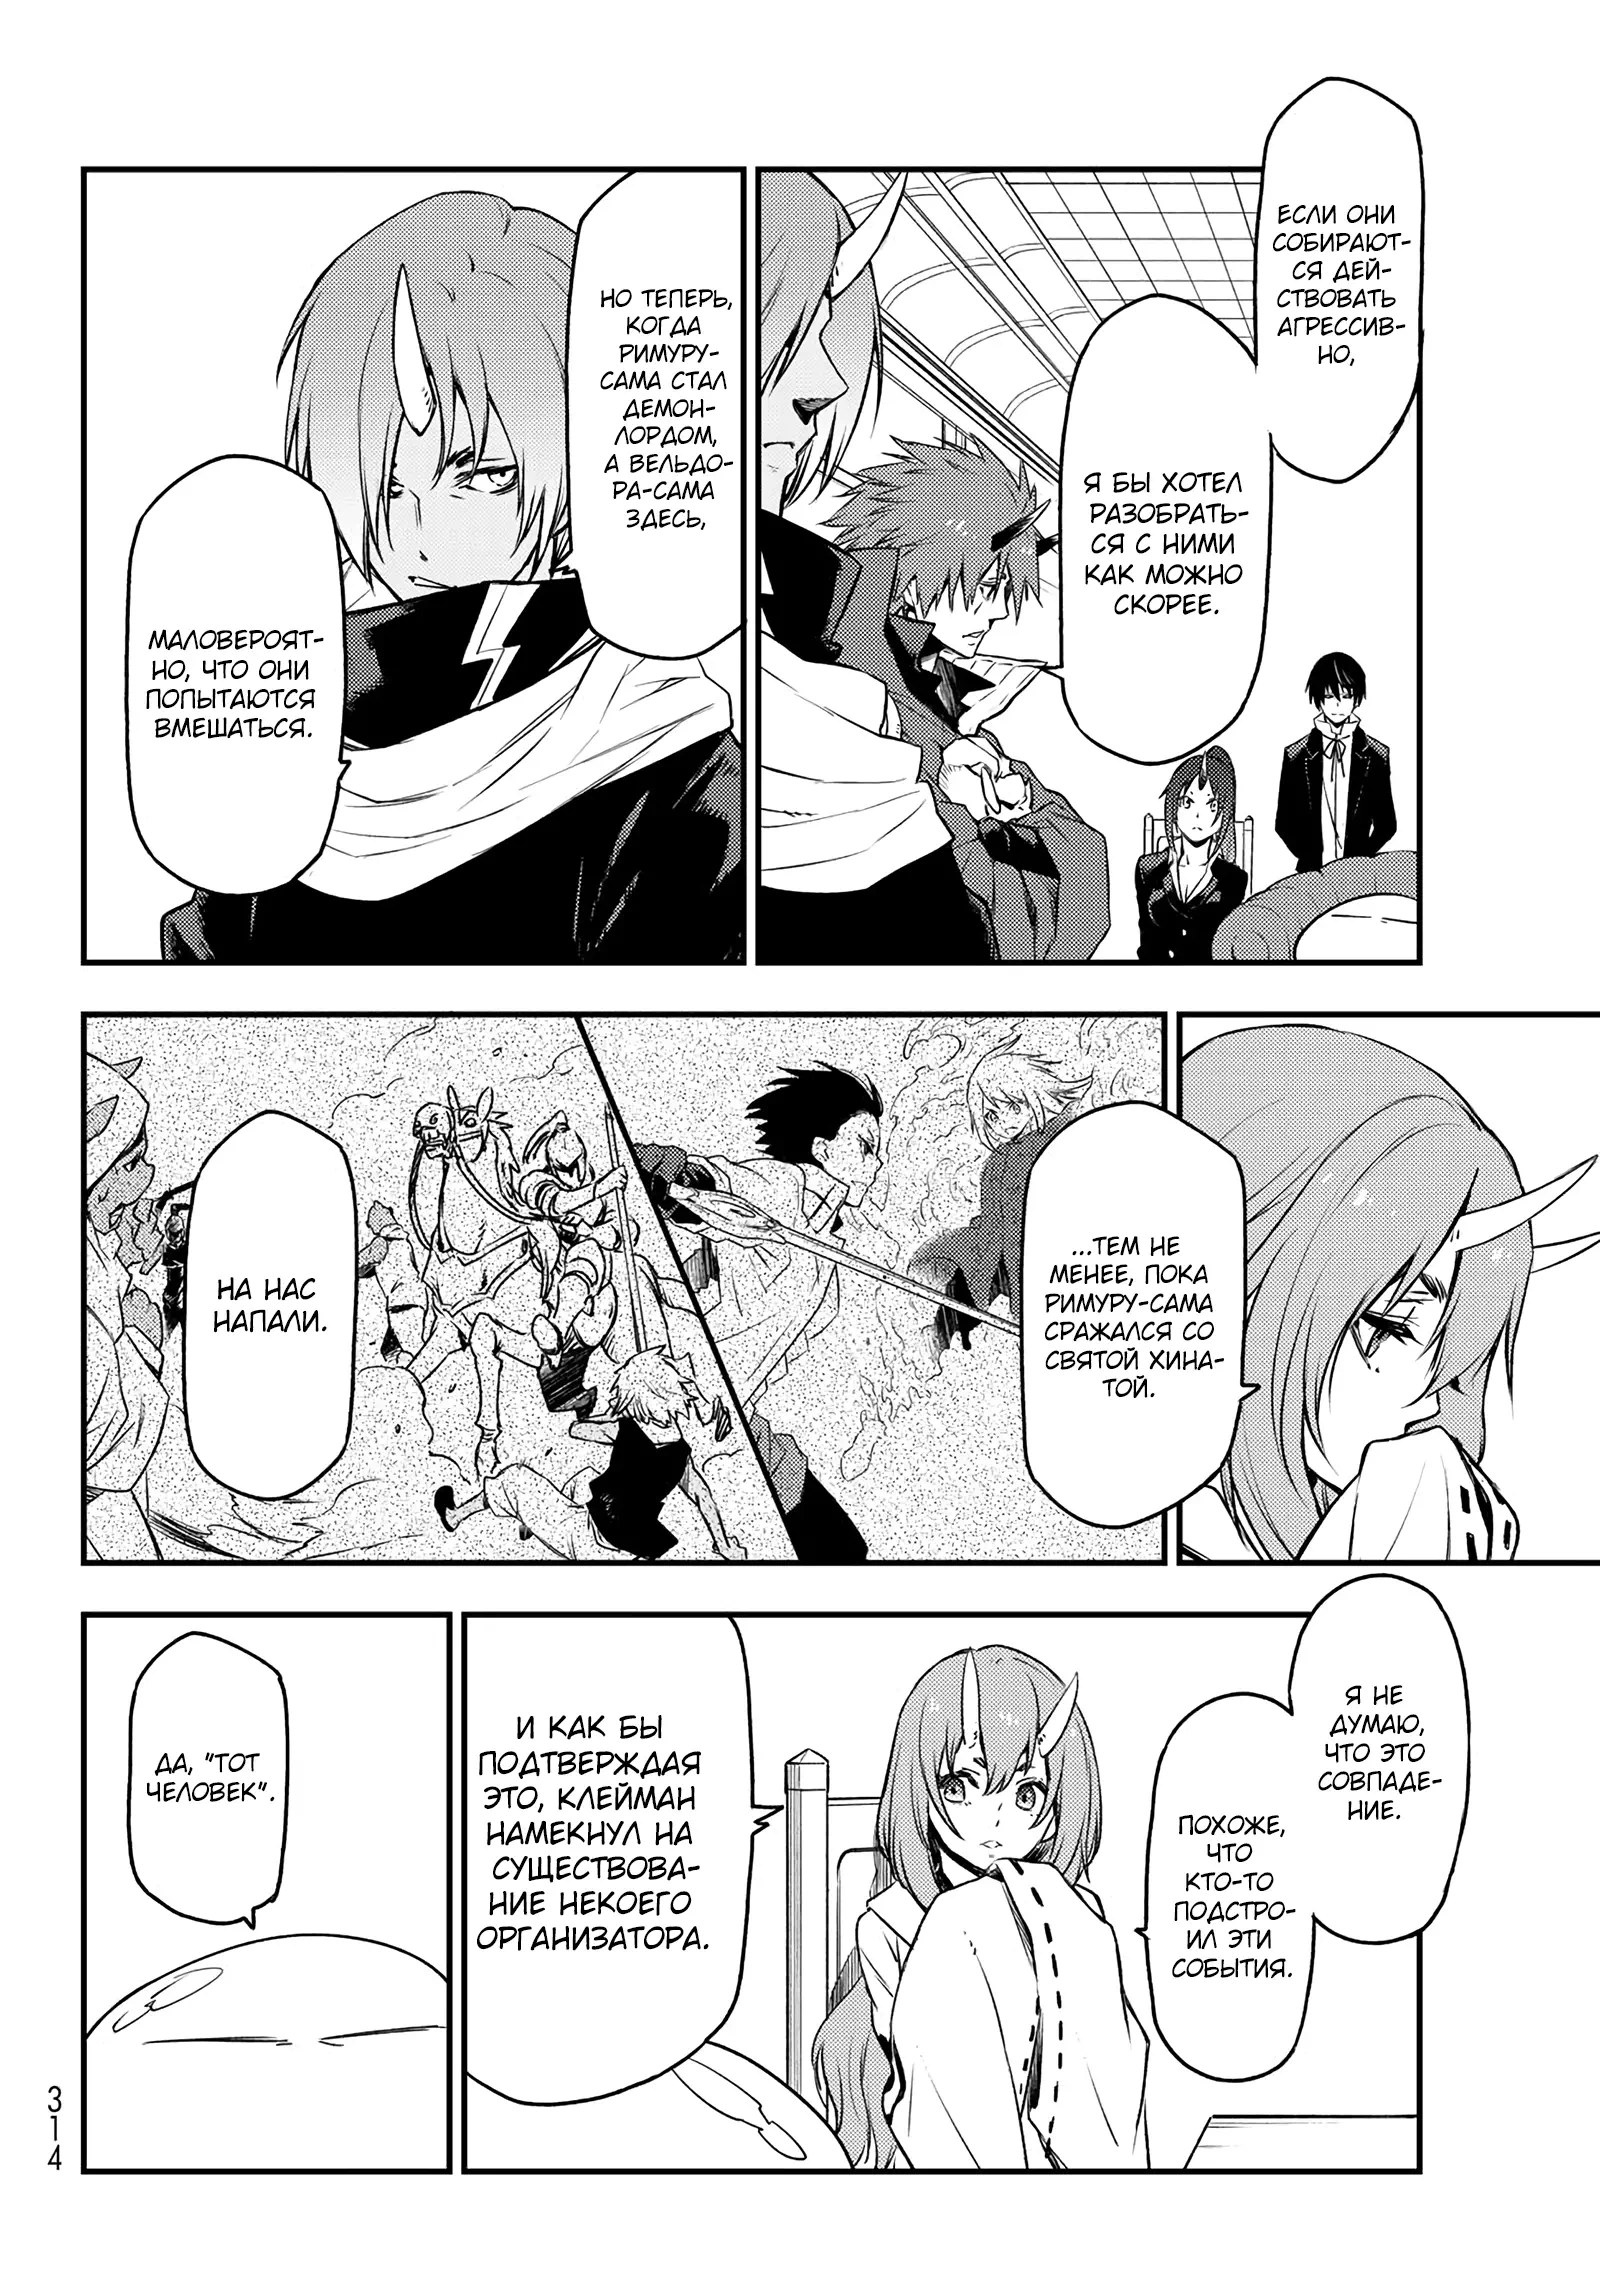 ЕСЛИ ОНИ
СОБИРАЮТ-
СЯ ДЕЙ-
СТВОВАТЬ
АГРЕССИВ-
НО,
Я БЫ ХОТЕЛ
РАЗОБРАТЬ-
СЯ С НИМИ
КАК МОЖНО
СКОРЕЕ.
НО ТЕПЕРЬ,
КОГДА
РИМУРУ-
САМА СТАЛ
ДЕМОН-
ЛОРДОМ,
А ВЕЛЬДО-
РА-САМА
ЗДЕСЬ,
МАЛОВЕРОЯТ-
НО, ЧТО ОНИ
ПОПЫТАЮТСЯ
ВМЕШАТЬСЯ.
...ТЕМ НЕ
МЕНЕЕ, ПОКА
РИМУРУ-САМА
СРАЖАЛСЯ СО
СВЯТОЙ ХИНА-
ТОЙ.
НА НАС
НАПАЛИ.
Я НЕ
ДУМАЮ,
ЧТО ЭТО
СОВПАДЕ-
НИЕ.
ПОХОЖЕ,
ЧТО
КТО-ТО
ПОДСТРО-
ИЛ ЭТИ
СОБЫТИЯ.
И КАК БЫ
ПОДТВЕРЖДАЯ
ЭТО, КЛЕЙМАН
НАМЕКНУЛ НА
СУЩЕСТВОВА-
НИЕ НЕКОЕГО
ОРГАНИЗАТОРА.
ДА, "ТОТ
ЧЕЛОВЕК".
314